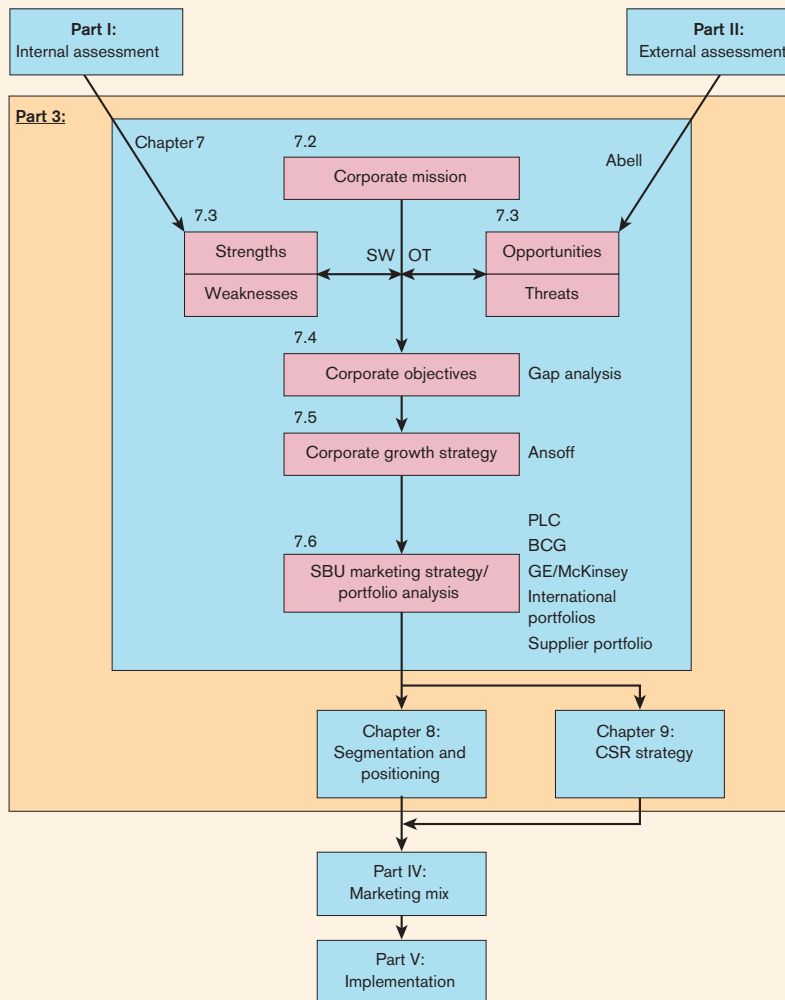 Part I:
Internal assessment
Part II:
External assessment
Part 3:
Chapter 7
7.2
Corporate mission
Abell
7.3
Strengths
Weaknesses
SW
OT
7.3
Opportunities
Threats
7.4
Corporate objectives
Gap analysis
7.5
Corporate growth strategy
Ansoff
7.6
SBU marketing strategy/
portfolio analysis
PLC
BCG
GE/McKinsey
International
portfolios
Supplier portfolio
Chapter 8:
Segmentation and
positioning
Chapter 9:
CSR strategy
Part IV:
Marketing mix
Part V:
Implementation